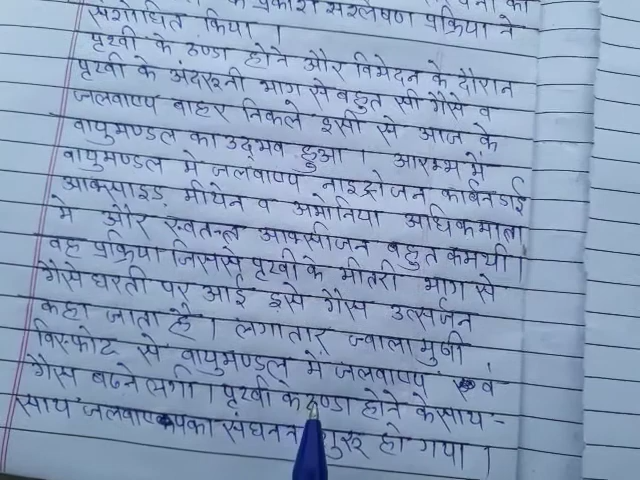 के प्रकाश संश्लेषण प्रक्रिया ने
संशोधित किया ।
पृथ्वी के ठण्डा होने और विभेदन के दौरान
पृथ्वी के अंदरूनी भाग से बहुत सी गैसे व
जलवाष्प बाहर निकले इसी से आज के
वायुमण्डल का उद्भव हुआ । आरम्भ में
वायुमण्डल मे जलवाष्प नाइट्रोजन कार्बन डाई
आक्साइड मीथेन व अमोनिया अधिक मात्रा
मे और स्वतन्त्र आक्सीजन बहुत कम थी ।
वह प्रक्रिया जिससे पृथ्वी के भीतरी भाग से
गैसे धरती पर आई इसे गैस उत्सर्जन
कहा जाता है । लगातार ज्वालामुखी
विस्फोट से वायुमण्डल मे जलवाष्प एवं
गैस बढने लगी । पृथ्वी के ठण्डा होने के साथ -
साथ जलवाष्प का संघनन शुरू हो गया ।